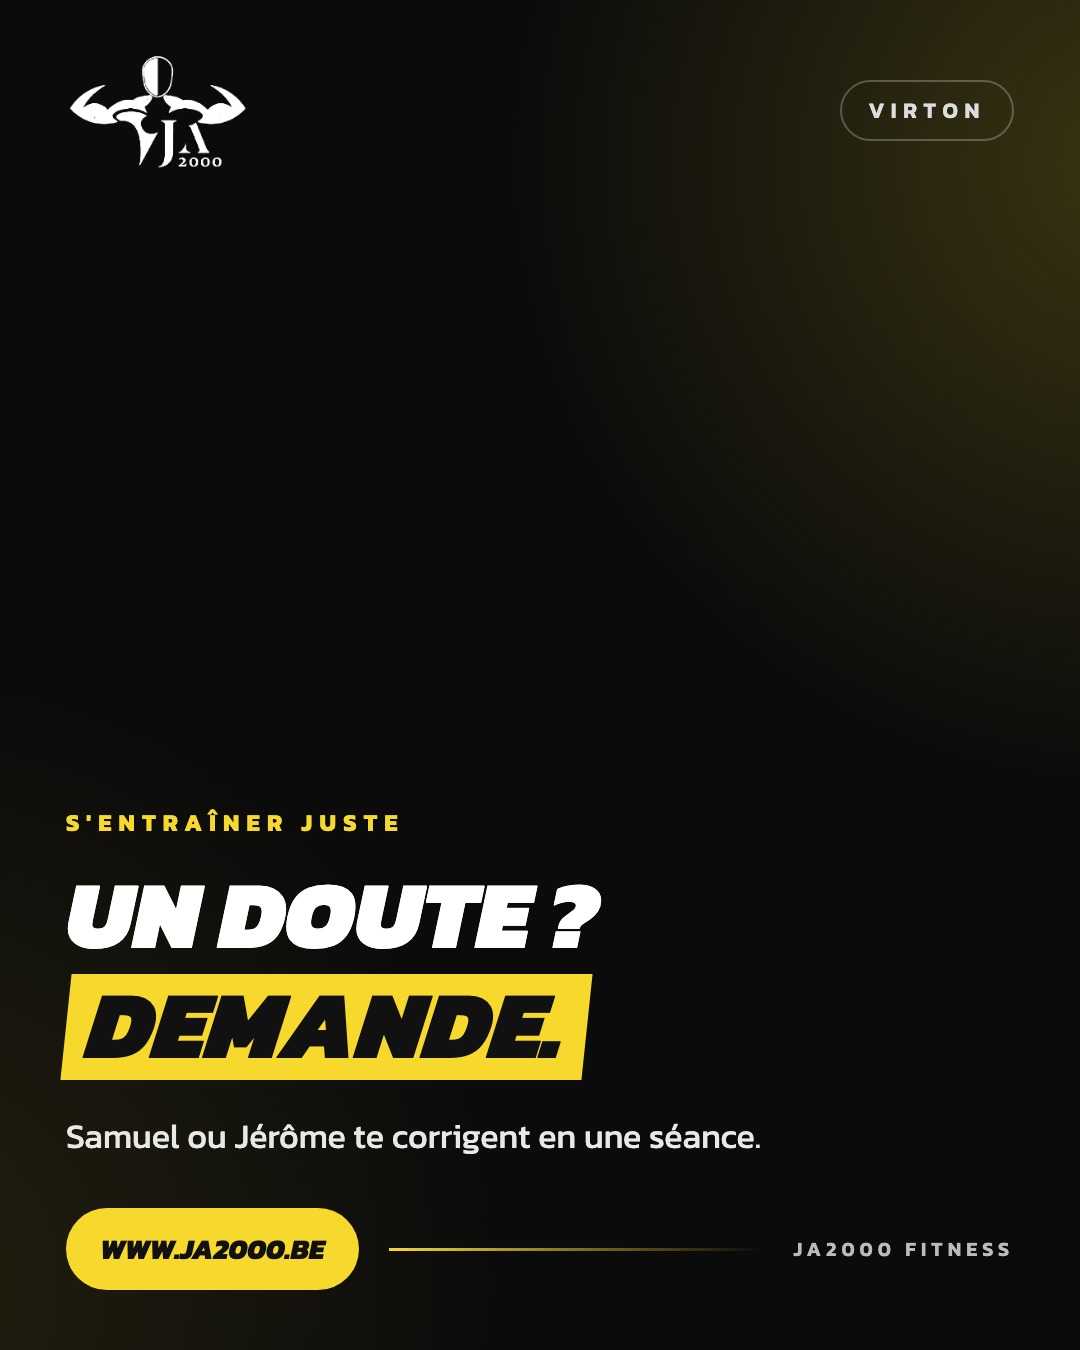 JA
2000
VIRTON
S'ENTRAÎNER JUSTE
UN DOUTE ?
DEMANDE.
Samuel ou Jérôme te corrigent en une séance.
WWW.JA2000.BE
JA2000 FITNESS